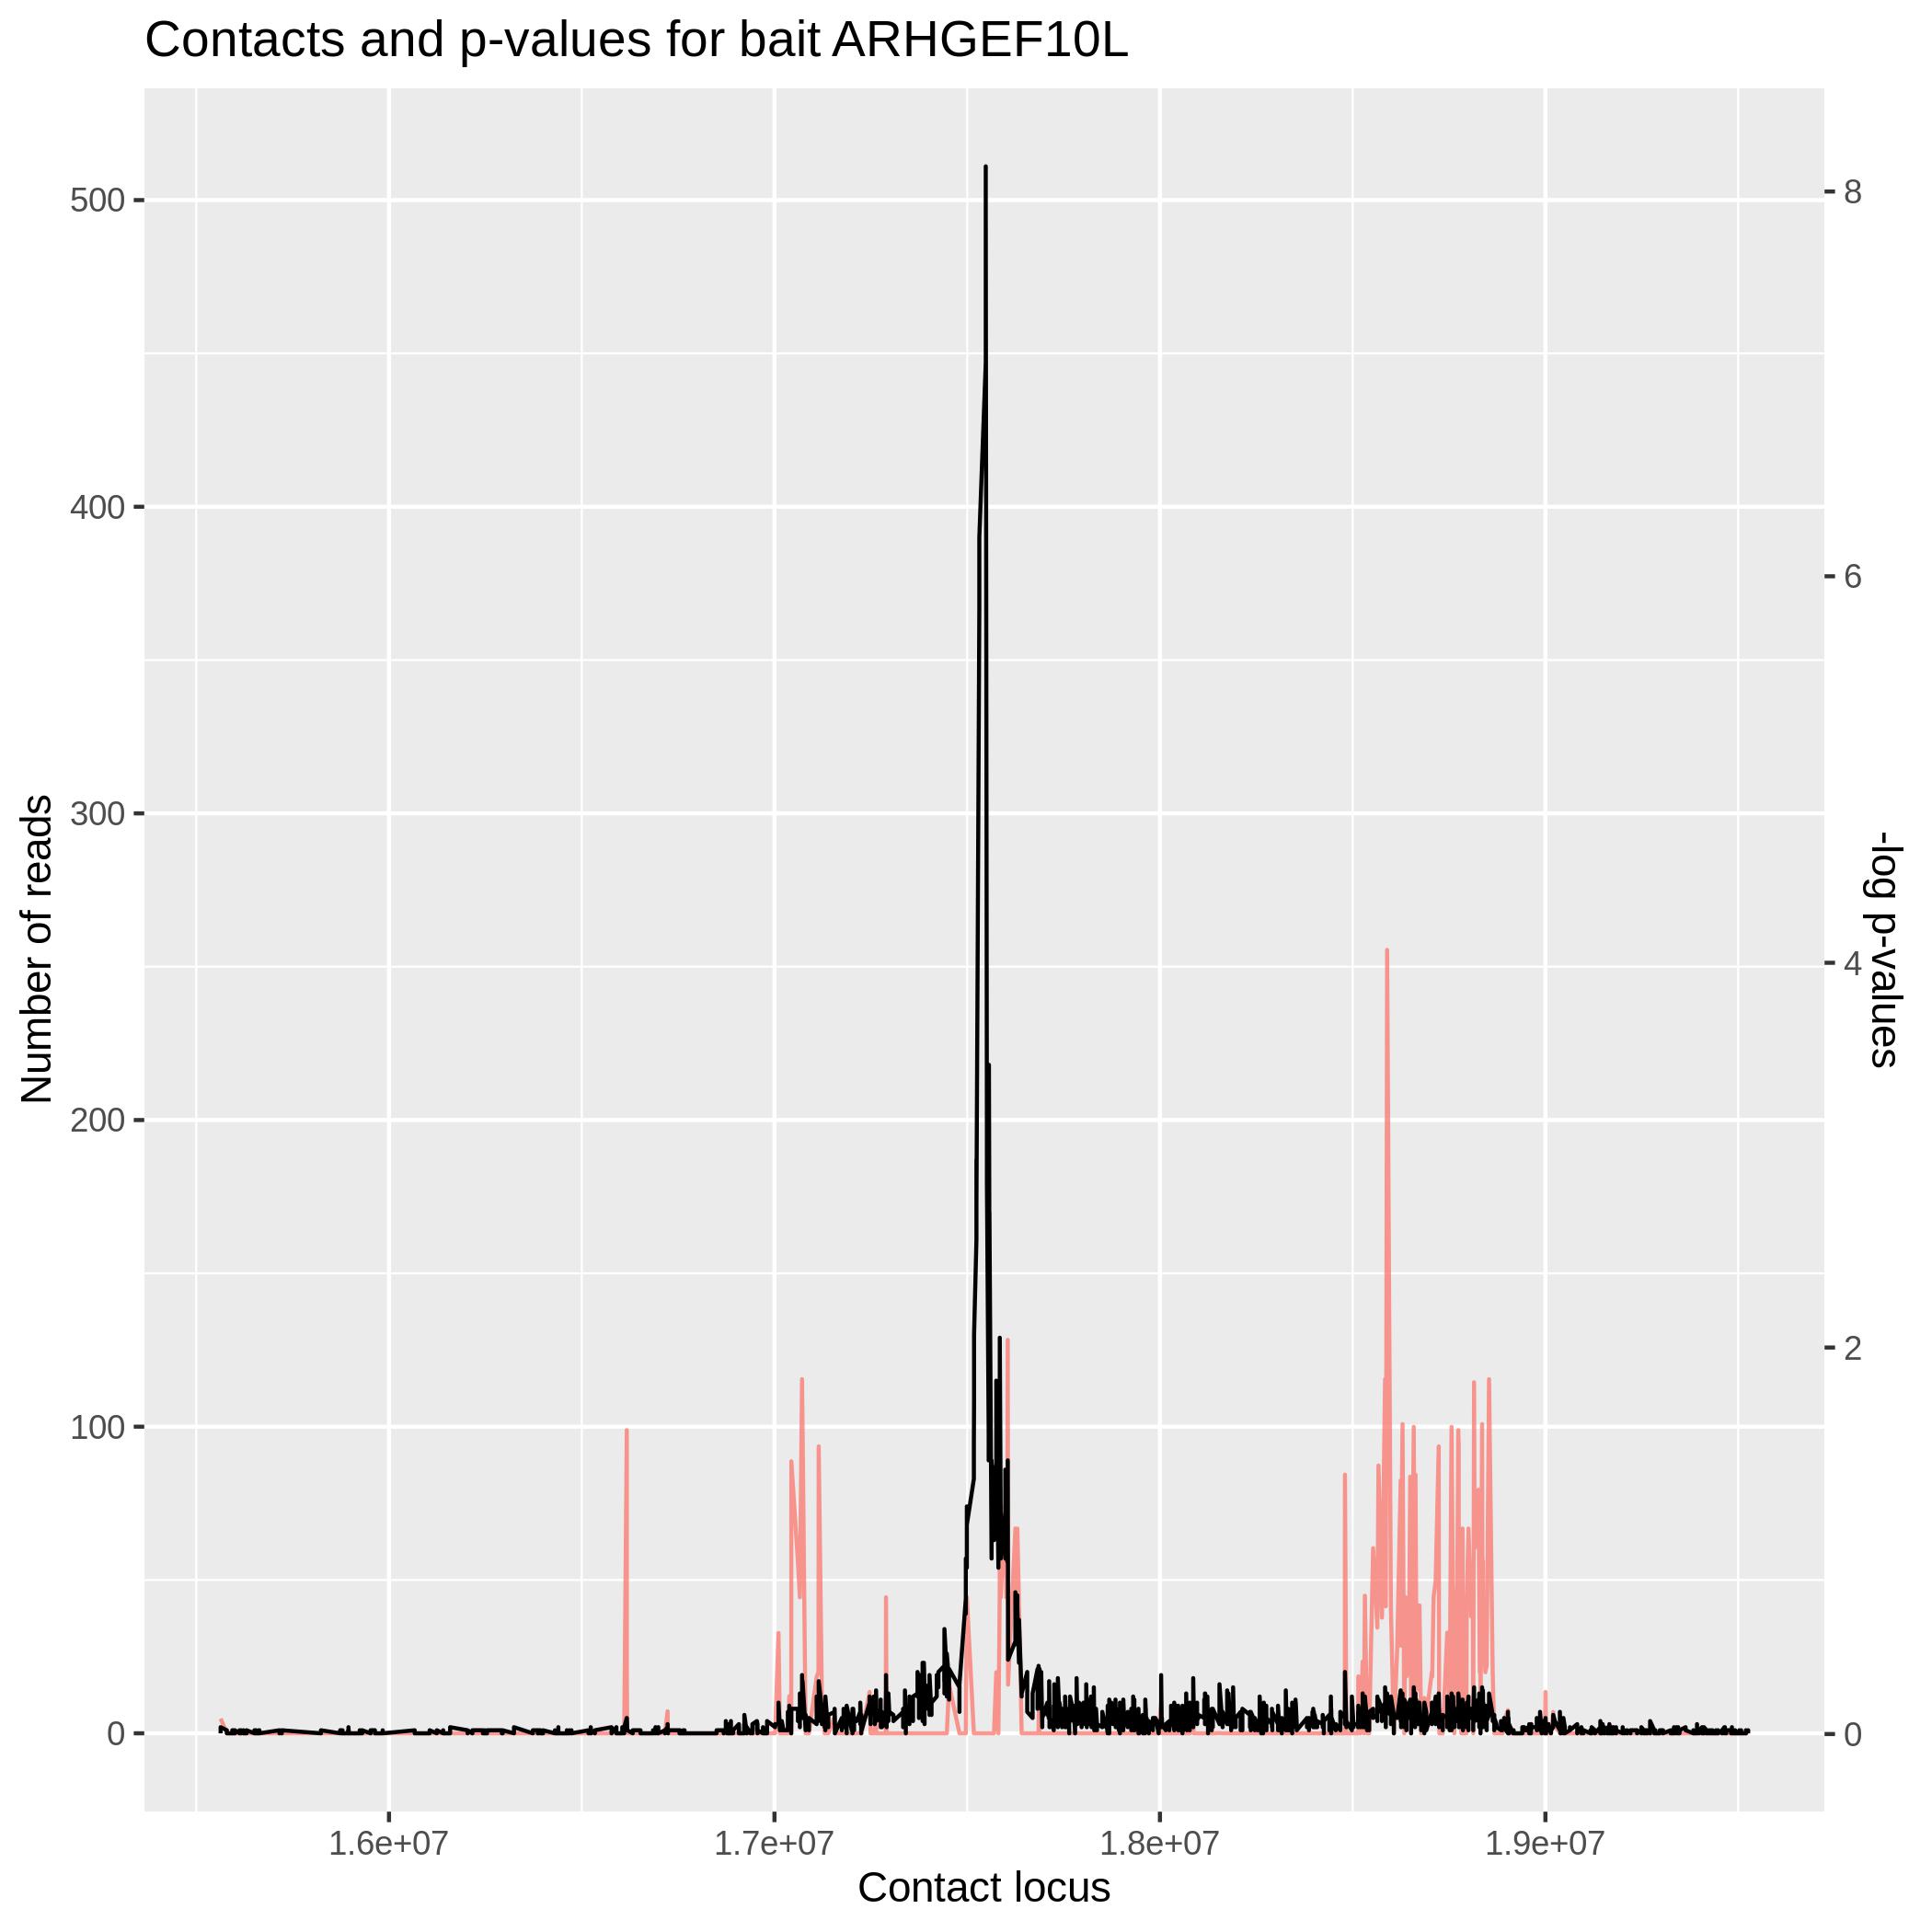 Contacts and p-values for bait ARHGEF10L
Number of reads
500
400
300
200
100
0
8
6
4
2
0
-log p-values
1.6e+07 1.7e+07 1.8e+07 1.9e+07
Contact locus